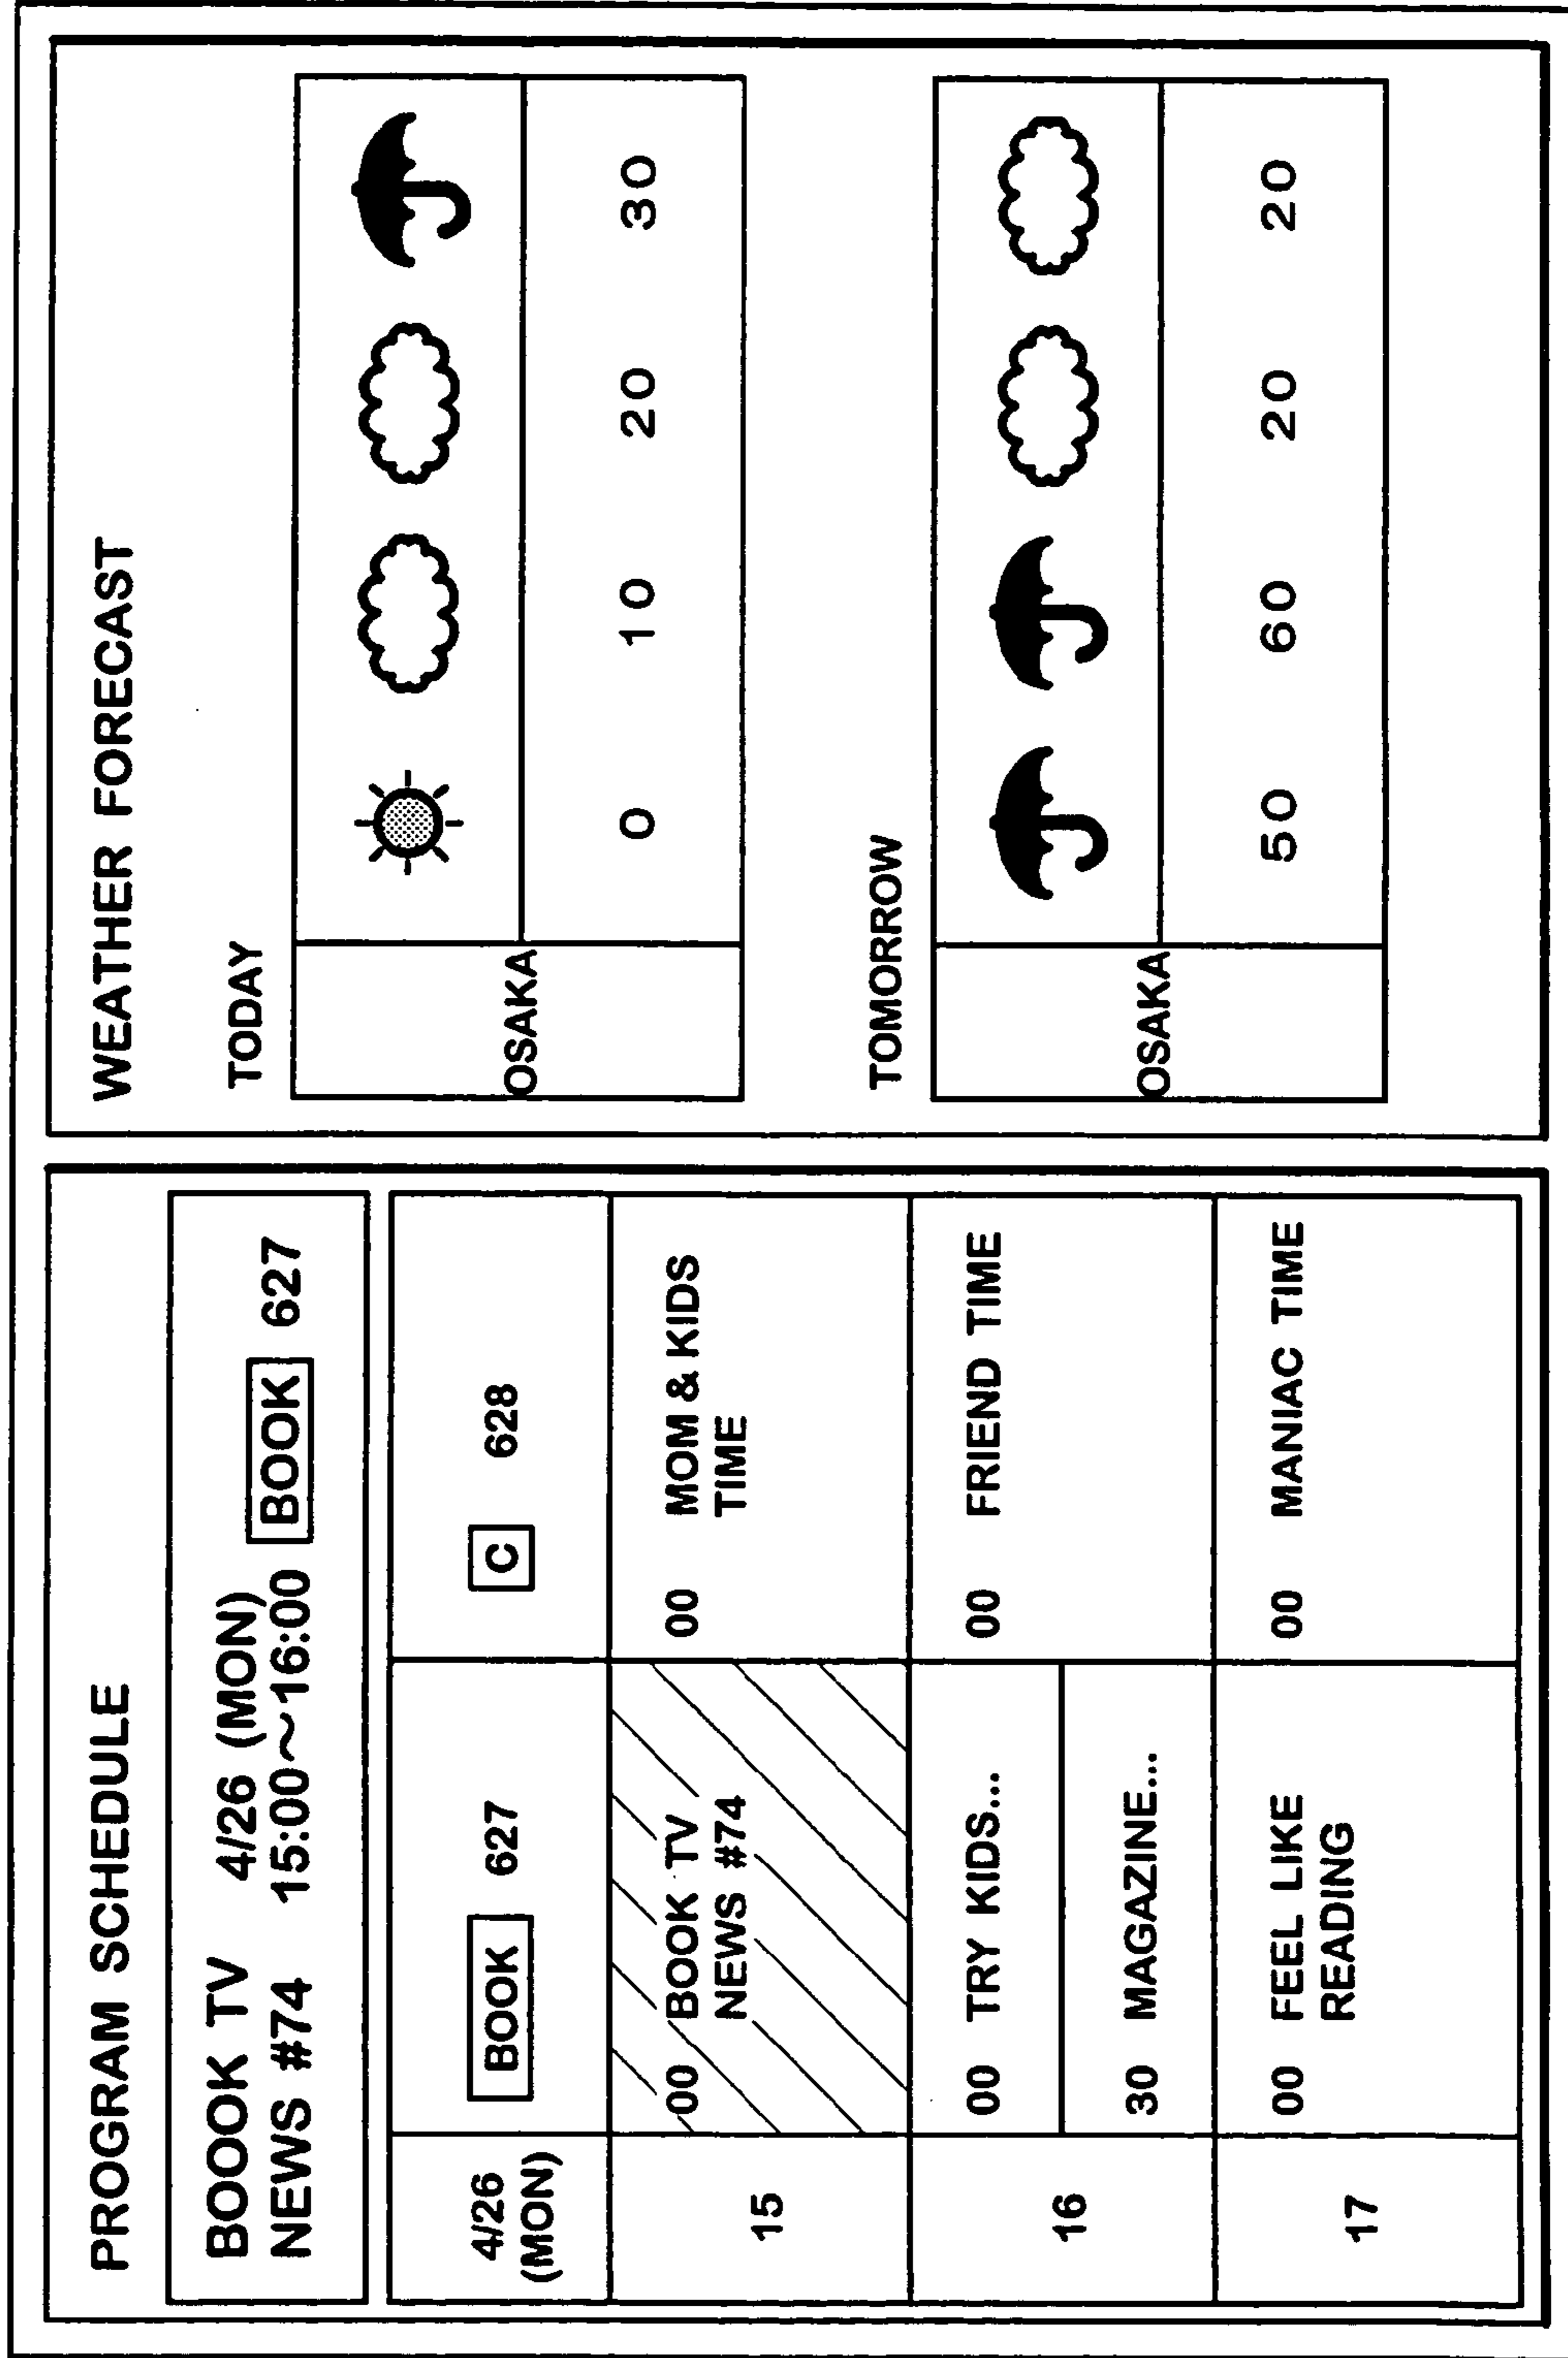 PROGRAM SCHEDULE
BOOOK TV 4/26 (MON)
NEWS #74 15:00~16:00 BOOK 627
4/26
(MON)
BOOK 627
C 628
15
00 BOOK TV
NEWS #74
00 MOM & KIDS
TIME
16
00 TRY KIDS...
30 MAGAZINE...
00 FRIEND TIME
17
00 FEEL LIKE
READING
00 MANIAC TIME
WEATHER FORECAST
TODAY
OSAKA
0 10 20 30
TOMORROW
OSAKA
50 60 20 20